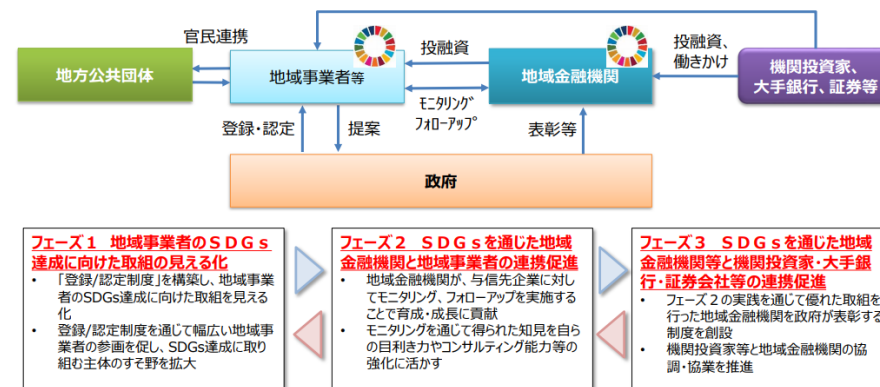 官民連携
投融資
投融資、
働きかけ
地方公共団体
地域事業者等
地域金融機関
機関投資家、
大手銀行、証券等
モニタリング
フォローアップ
登録・認定
提案
表彰等
政府
フェーズ1 地域事業者のSDGs
達成に向けた取組の見える化
・ 「登録/認定制度」を構築し、地域事業
者のSDGs達成に向けた取組を見える
化
・ 登録/認定制度を通じて幅広い地域事
業者の参画を促し、SDGs達成に取り
組む主体のすそ野を拡大
フェーズ2 SDGsを通じた地域
金融機関と地域事業者の連携促進
・ 地域金融機関が、与信先企業に対し
てモニタリング、フォローアップを実施する
ことで育成・成長に貢献
・ モニタリングを通じて得られた知見を自ら
の目利き力やコンサルティング能力等の
強化に活かす
フェーズ3 SDGsを通じた地域
金融機関等と機関投資家・大手銀
行・証券会社等の連携促進
・ フェーズ2の実践を通じて優れた取組を
行った地域金融機関を政府が表彰する
制度を創設
・ 機関投資家等と地域金融機関の協
調・協業を推進